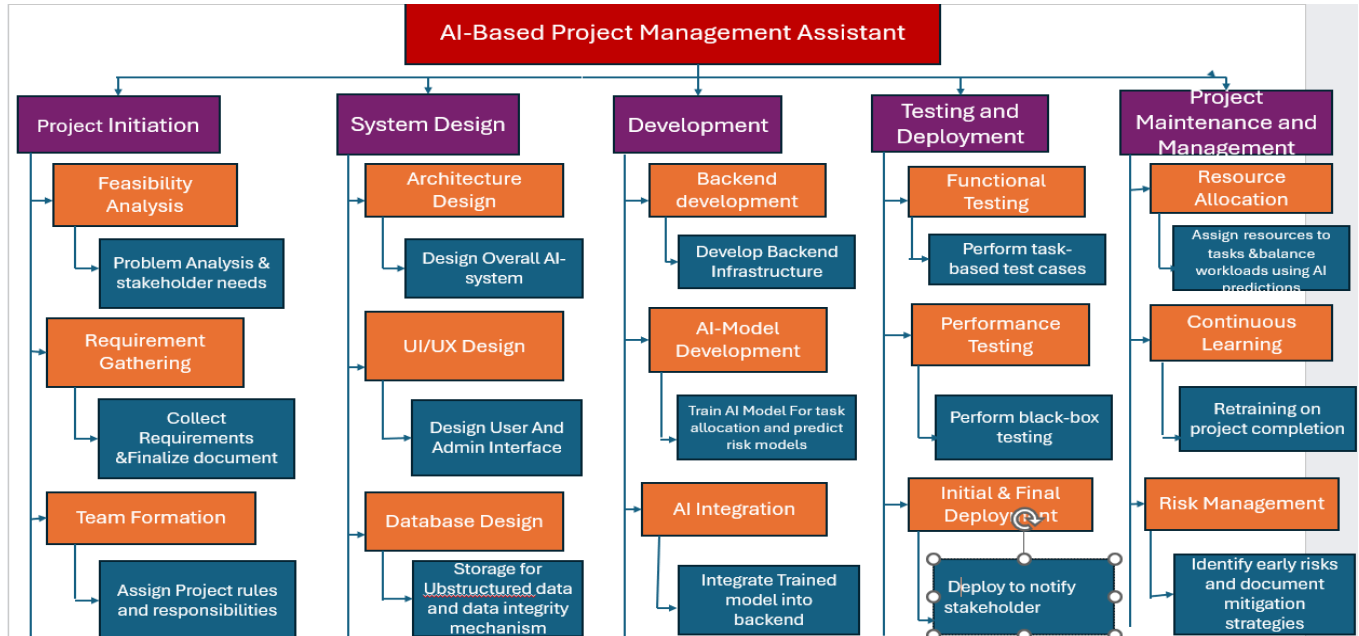 AI-Based Project Management Assistant
Project Initiation
Feasibility
Analysis
Problem Analysis &
stakeholder needs
Requirement
Gathering
Collect
Requirements
&Finalize document
Team Formation
Assign Project rules
and responsibilities
System Design
Architecture
Design
Design Overall AI-
system
UI/UX Design
Design User And
Admin Interface
Database Design
Storage for
Ubstructured data
and data integrity
mechanism
Development
Backend
development
Develop Backend
Infrastructure
AI-Model
Development
Train AI Model For task
allocation and predict
risk models
AI Integration
Integrate Trained
model into
backend
Testing and
Deployment
Functional
Testing
Perform task-
based test cases
Performance
Testing
Perform black-box
testing
Initial & Final
Deployment
Deploy to notify
stakeholder
Project
Maintenance and
Management
Resource
Allocation
Assign resources to
tasks &balance
workloads using AI
predictions
Continuous
Learning
Retraining on
project completion
Risk Management
Identify early risks
and document
mitigation
strategies